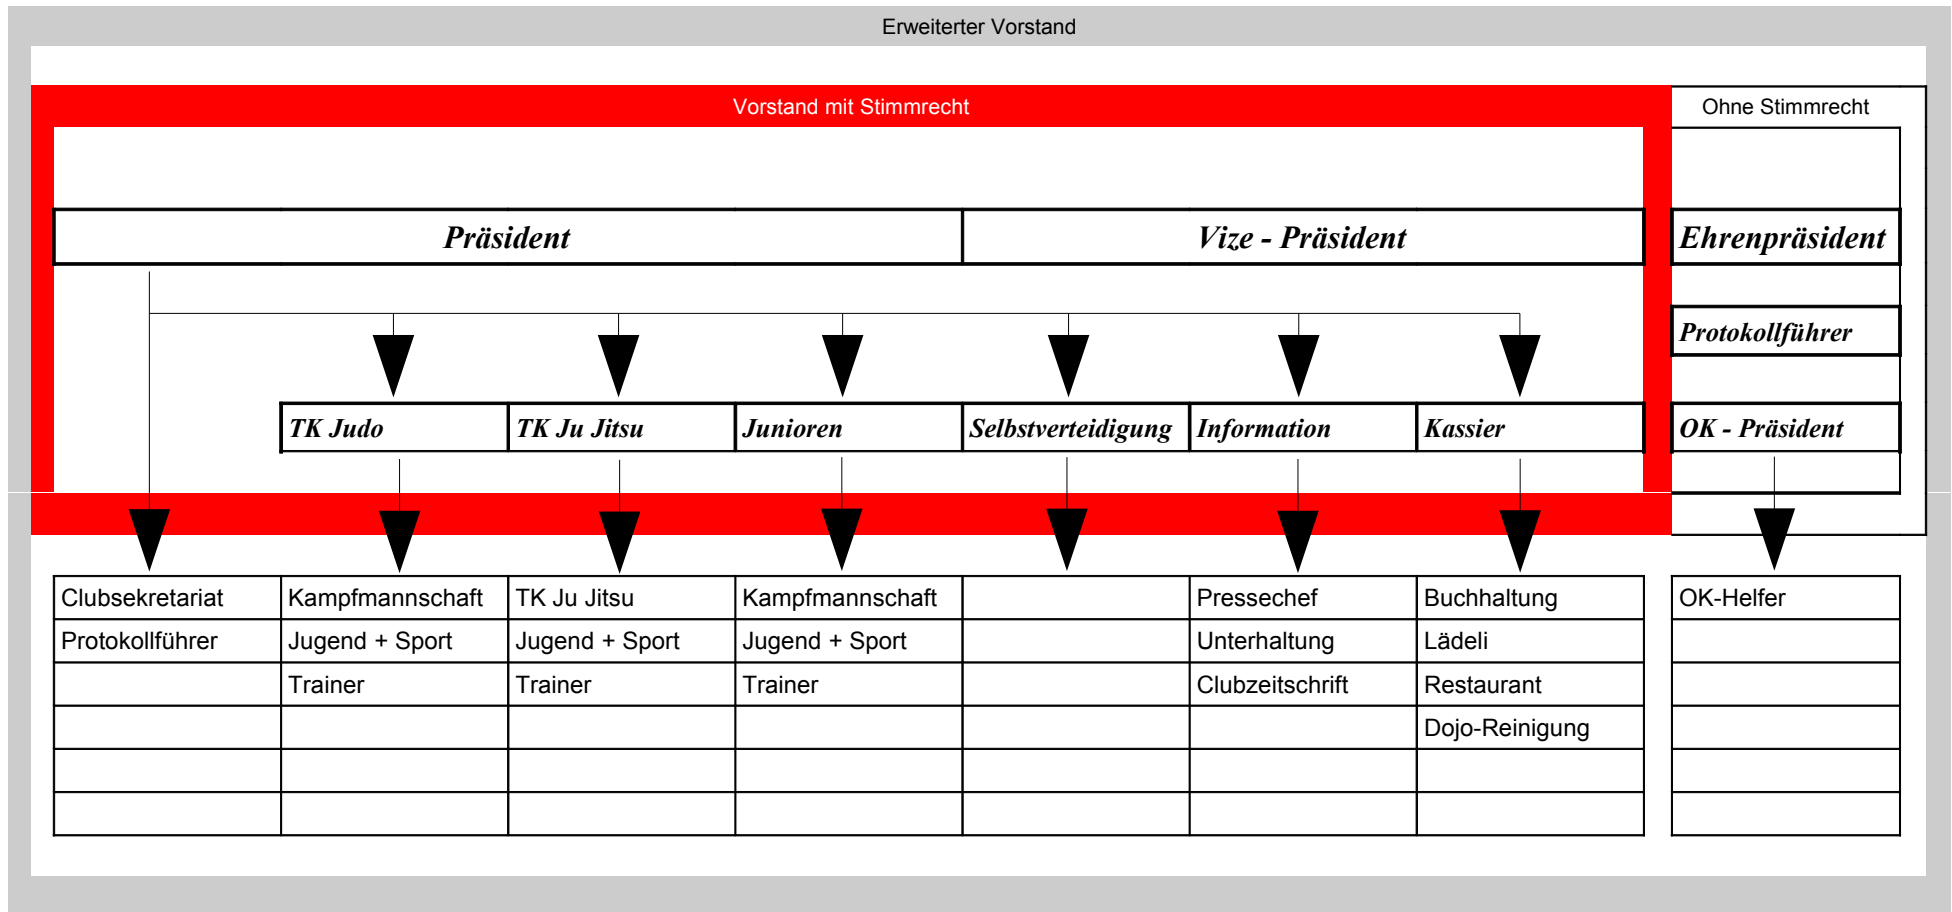 Erweiterter Vorstand
Vorstand mit Stimmrecht
Ohne Stimmrecht
Präsident
Vize - Präsident
Ehrenpräsident
Protokollführer
TK Judo
TK Ju Jitsu
Junioren
Selbstverteidigung
Information
Kassier
OK - Präsident
Clubsekretariat
Kampfmannschaft
TK Ju Jitsu
Kampfmannschaft
Pressechef
Buchhaltung
OK-Helfer
Protokollführer
Jugend + Sport
Jugend + Sport
Jugend + Sport
Unterhaltung
Lädeli
Trainer
Trainer
Trainer
Clubzeitschrift
Restaurant
Dojo-Reinigung